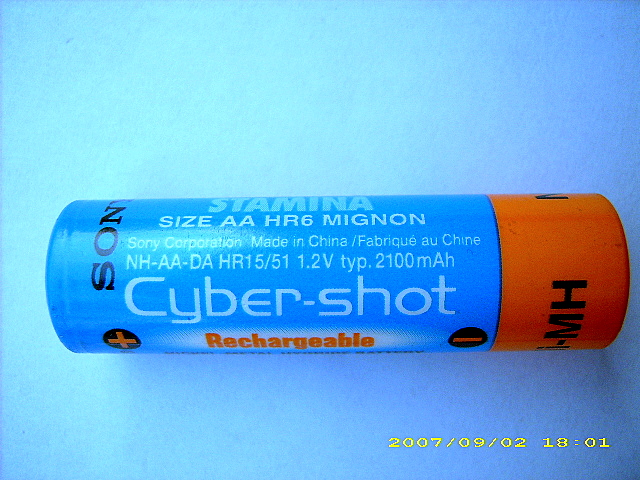 STAMINA
SIZE AA HR6 MIGNON
Sony Corporation Made in China / Fabriqué au Chine
NH-AA-DA HR15/51 1.2V typ. 2100mAh
Cyber-shot
+ Rechargeable -
SONY
-MH
2007/09/02 18:01